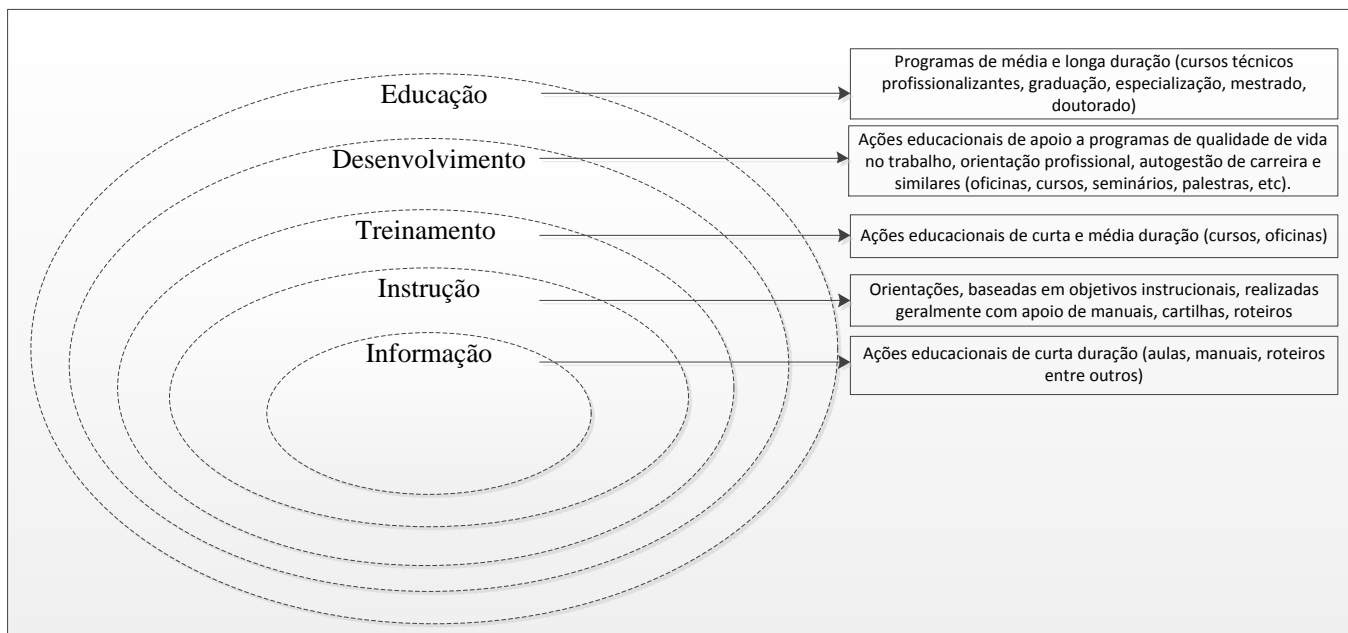 Educação
Programas de média e longa duração (cursos técnicos
profissionalizantes, graduação, especialização, mestrado,
doutorado)
Desenvolvimento
Ações educacionais de apoio a programas de qualidade de vida
no trabalho, orientação profissional, autogestão de carreira e
similares (oficinas, cursos, seminários, palestras, etc).
Treinamento
Ações educacionais de curta e média duração (cursos, oficinas)
Instrução
Orientações, baseadas em objetivos instrucionais, realizadas
geralmente com apoio de manuais, cartilhas, roteiros
Informação
Ações educacionais de curta duração (aulas, manuais, roteiros
entre outros)